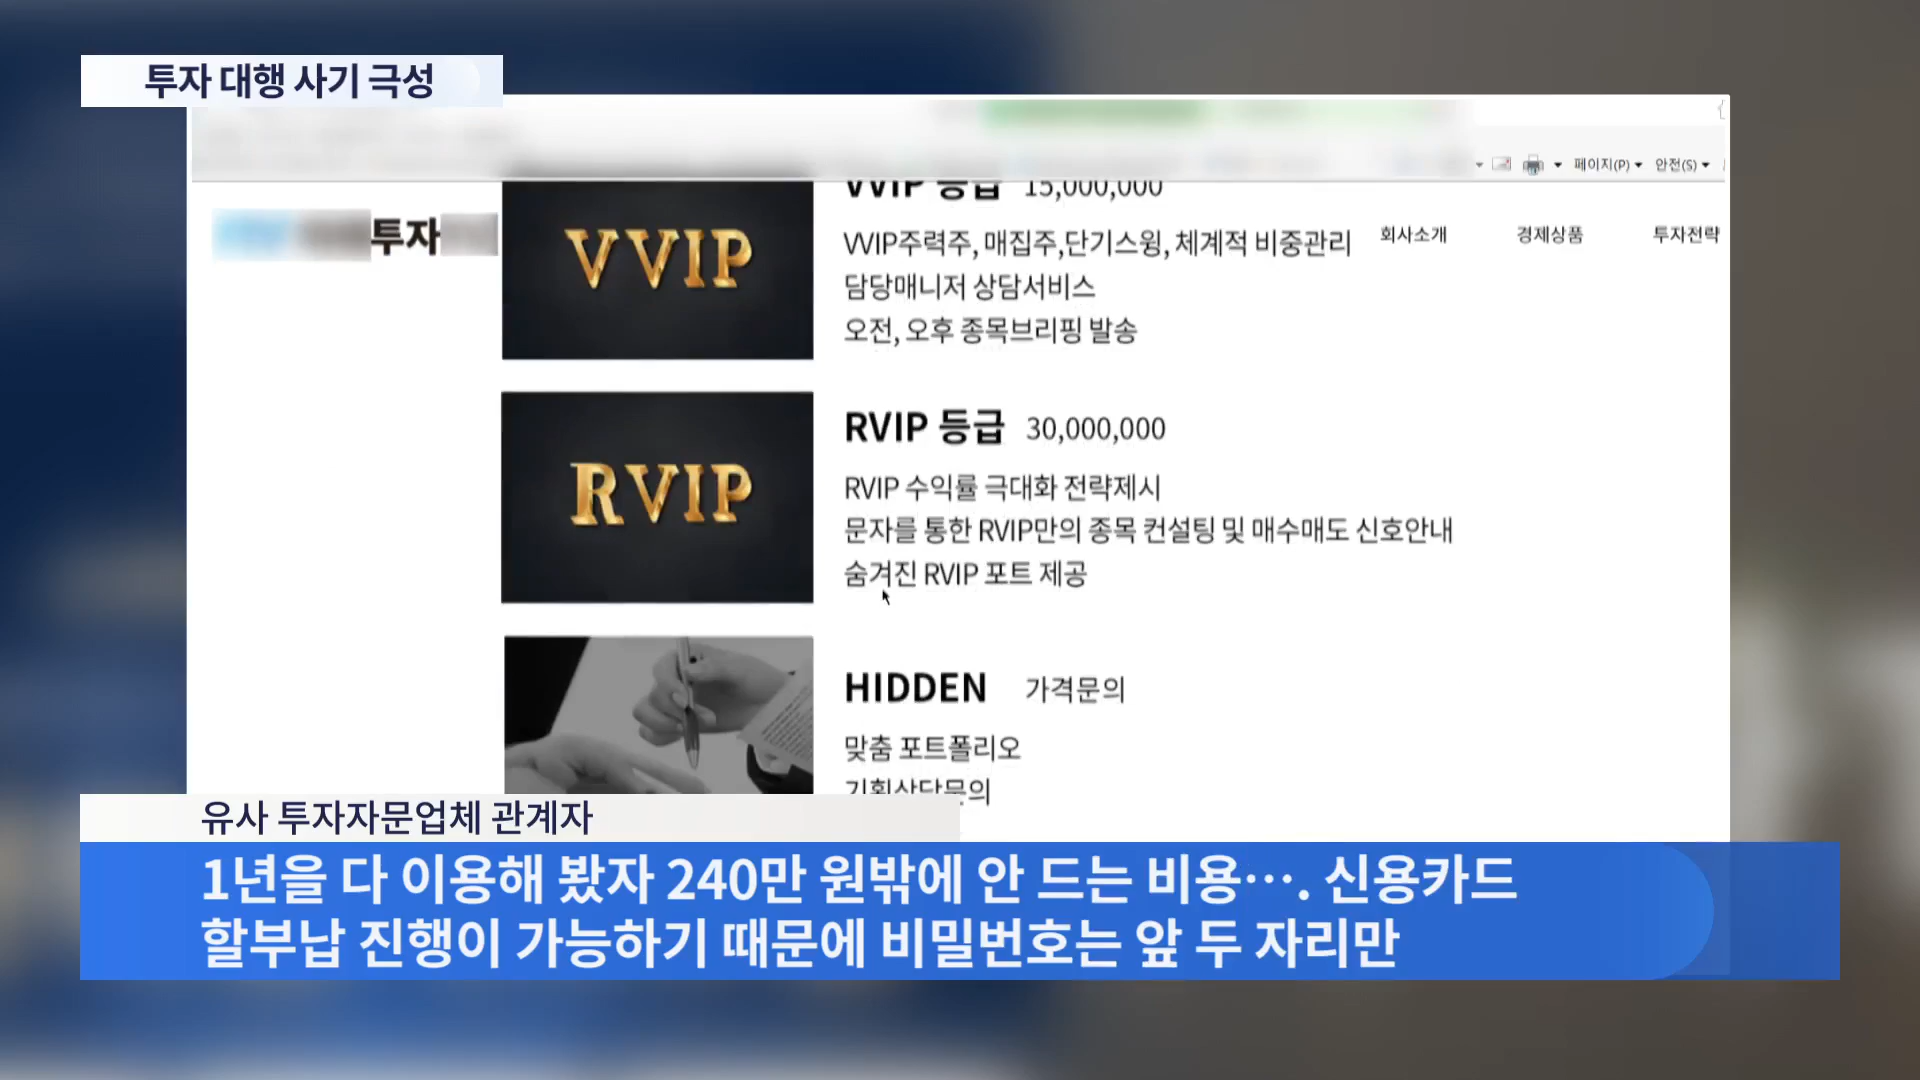 투자 대행 사기 극성
페이지(P) 안전(S)
투자
회사소개 경제상품 투자전략
VVIP
VVIP 등급 15,000,000
VVIP주력주, 매집주,단기스윙, 체계적 비중관리
담당매니저 상담서비스
오전, 오후 종목브리핑 발송
RVIP
RVIP 등급 30,000,000
RVIP 수익률 극대화 전략제시
문자를 통한 RVIP만의 종목 컨설팅 및 매수매도 신호안내
숨겨진 RVIP 포트 제공
HIDDEN 가격문의
맞춤 포트폴리오
기획상담문의
유사 투자자문업체 관계자
1년을 다 이용해 봤자 240만 원밖에 안 드는 비용…. 신용카드
할부납 진행이 가능하기 때문에 비밀번호는 앞 두 자리만